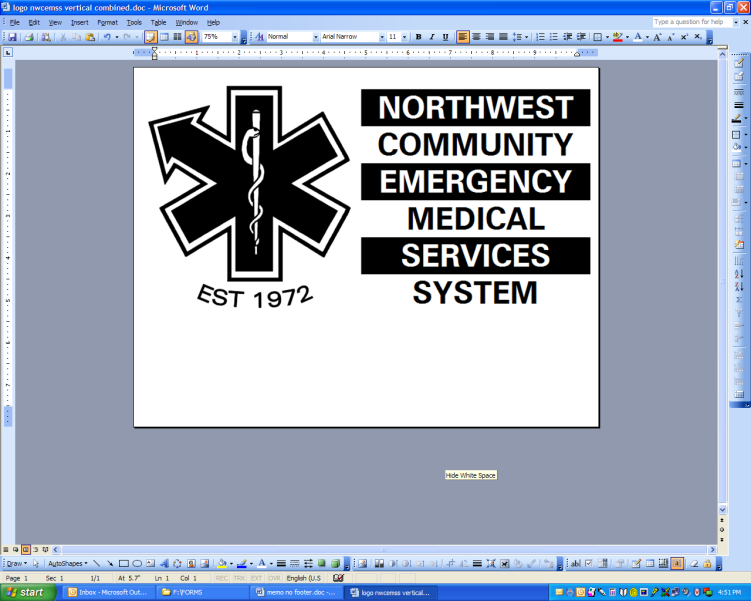 logo nwcemss vertical combined.doc - Microsoft Word
File Edit View Insert Format Tools Table Window Help
Type a question for help
75% Normal Arial Narrow 11 B I U
EST 1972
NORTHWEST
COMMUNITY
EMERGENCY
MEDICAL
SERVICES
SYSTEM
Hide White Space
Draw AutoShapes
Page 1 Sec 1 1/1 At 5.7" Ln 1 Col 1 REC TRK EXT OVR English (U.S
start Inbox - Microsoft Out... F:\FORMS memo no footer.doc -... logo nwcemss vertical... 4:51 PM